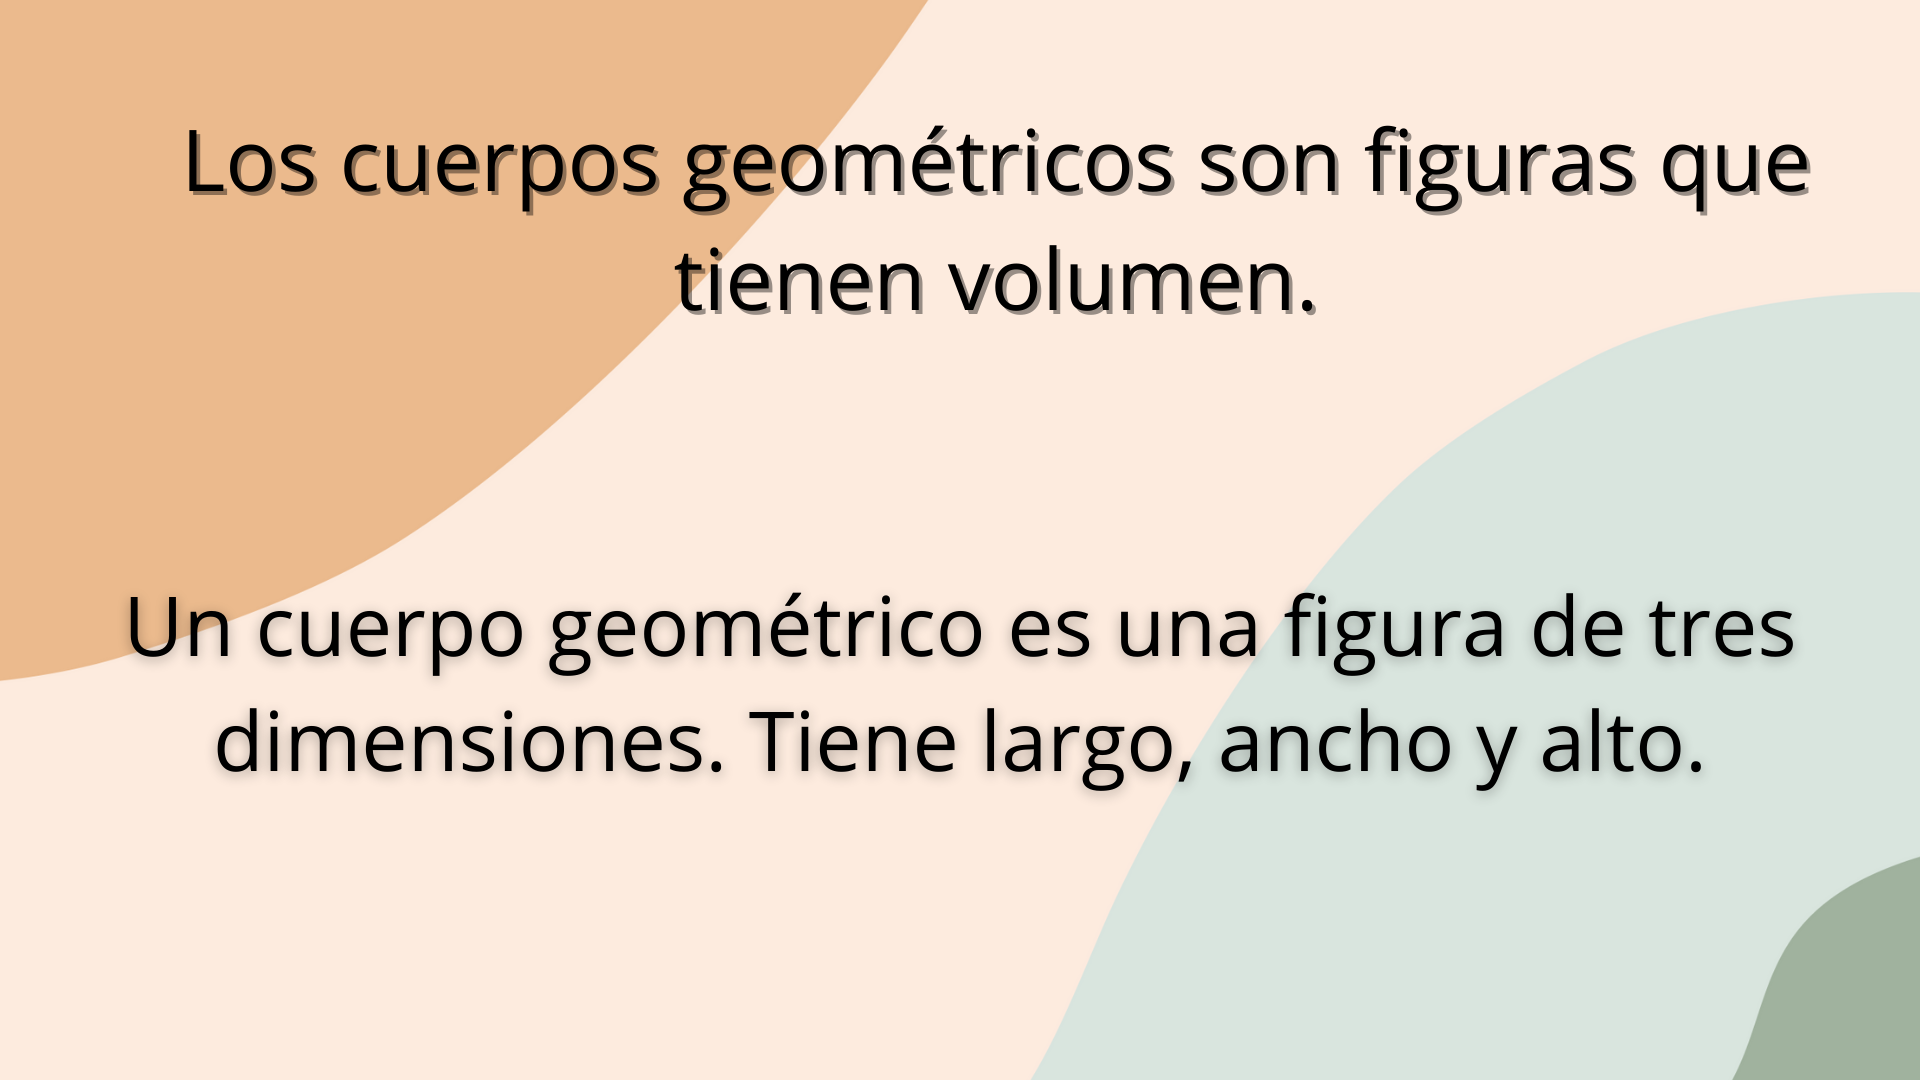 Los cuerpos geométricos son figuras que
tienen volumen.
Un cuerpo geométrico es una figura de tres
dimensiones. Tiene largo, ancho y alto.